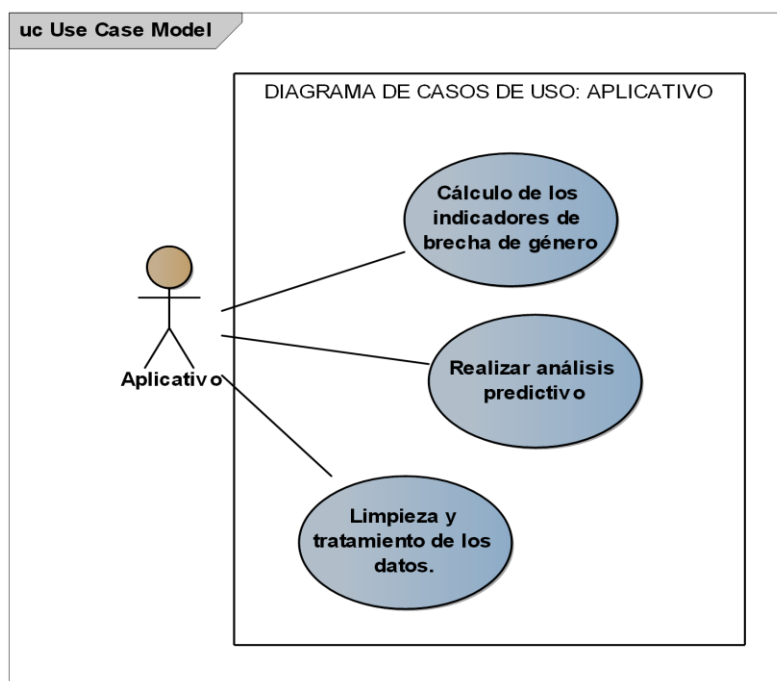 uc Use Case Model
DIAGRAMA DE CASOS DE USO: APLICATIVO
Cálculo de los
indicadores de
brecha de género
Aplicativo
Realizar análisis
predictivo
Limpieza y
tratamiento de los
datos.